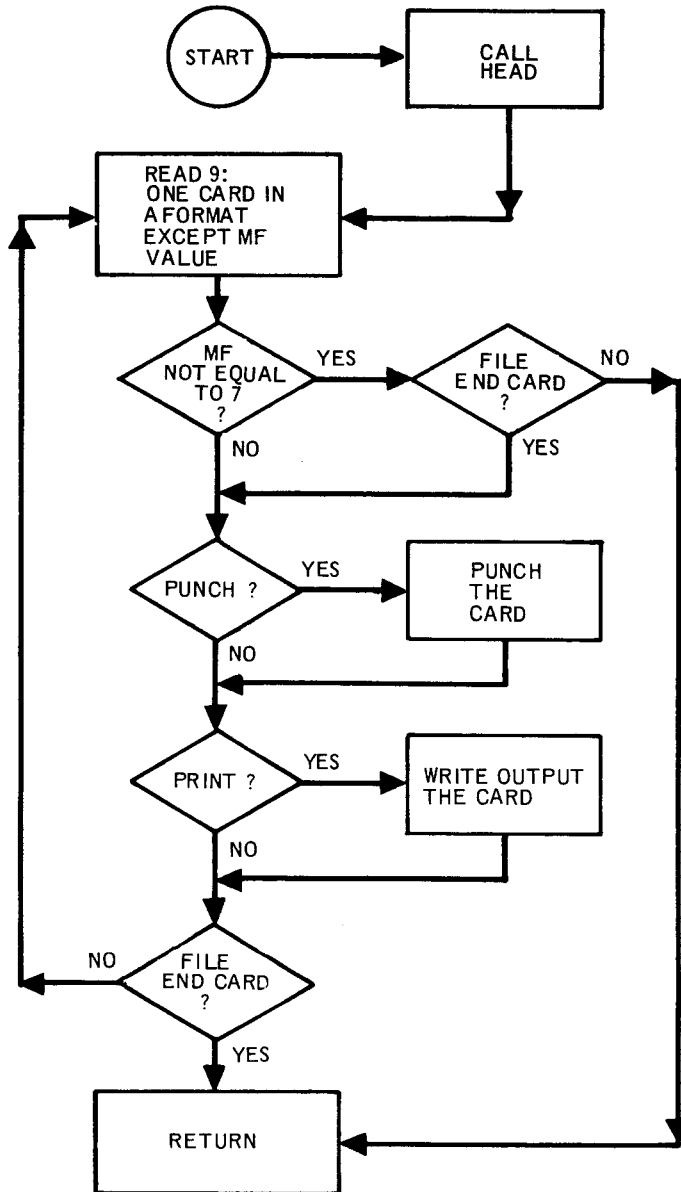 START
CALL
HEAD
READ 9:
ONE CARD IN
A FORMAT
EXCEPT MF
VALUE
MF
NOT EQUAL
TO 7
?
YES
FILE
END CARD
?
NO
NO
YES
PUNCH ?
YES
PUNCH
THE
CARD
NO
PRINT ?
YES
WRITE OUTPUT
THE CARD
NO
NO
FILE
END CARD
?
YES
RETURN